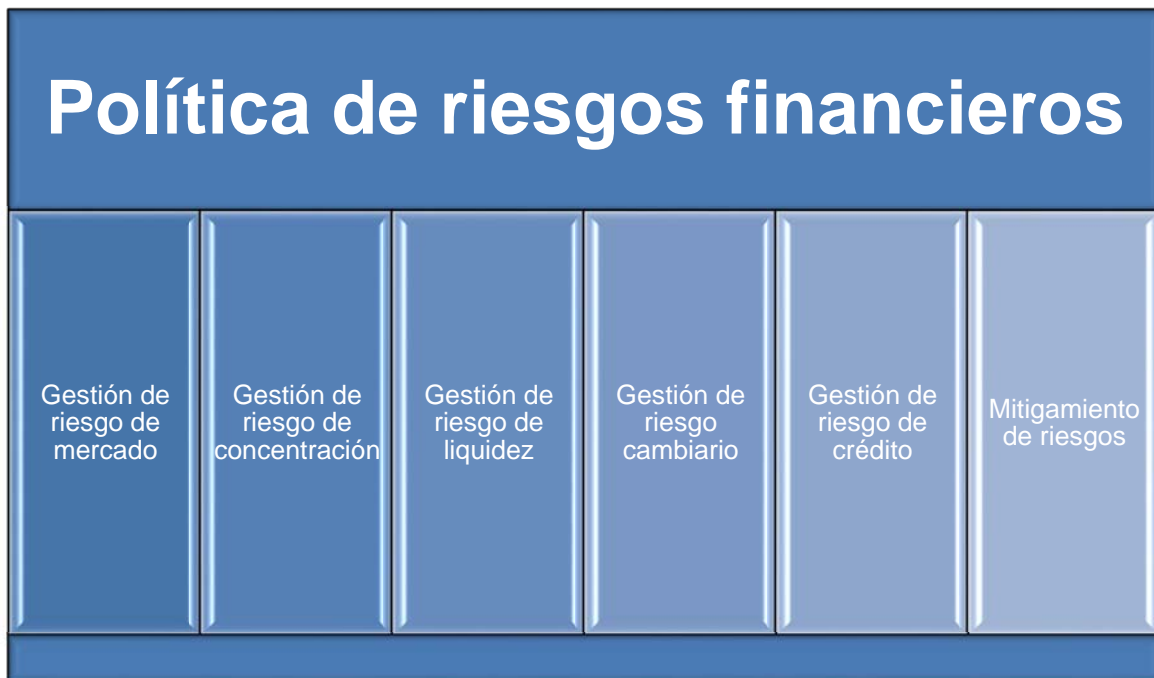 Política de riesgos financieros
Gestión de
riesgo de
mercado
Gestión de
riesgo de
concentración
Gestión de
riesgo de
liquidez
Gestión de
riesgo
cambiario
Gestión de
riesgo de
crédito
Mitigamiento
de riesgos